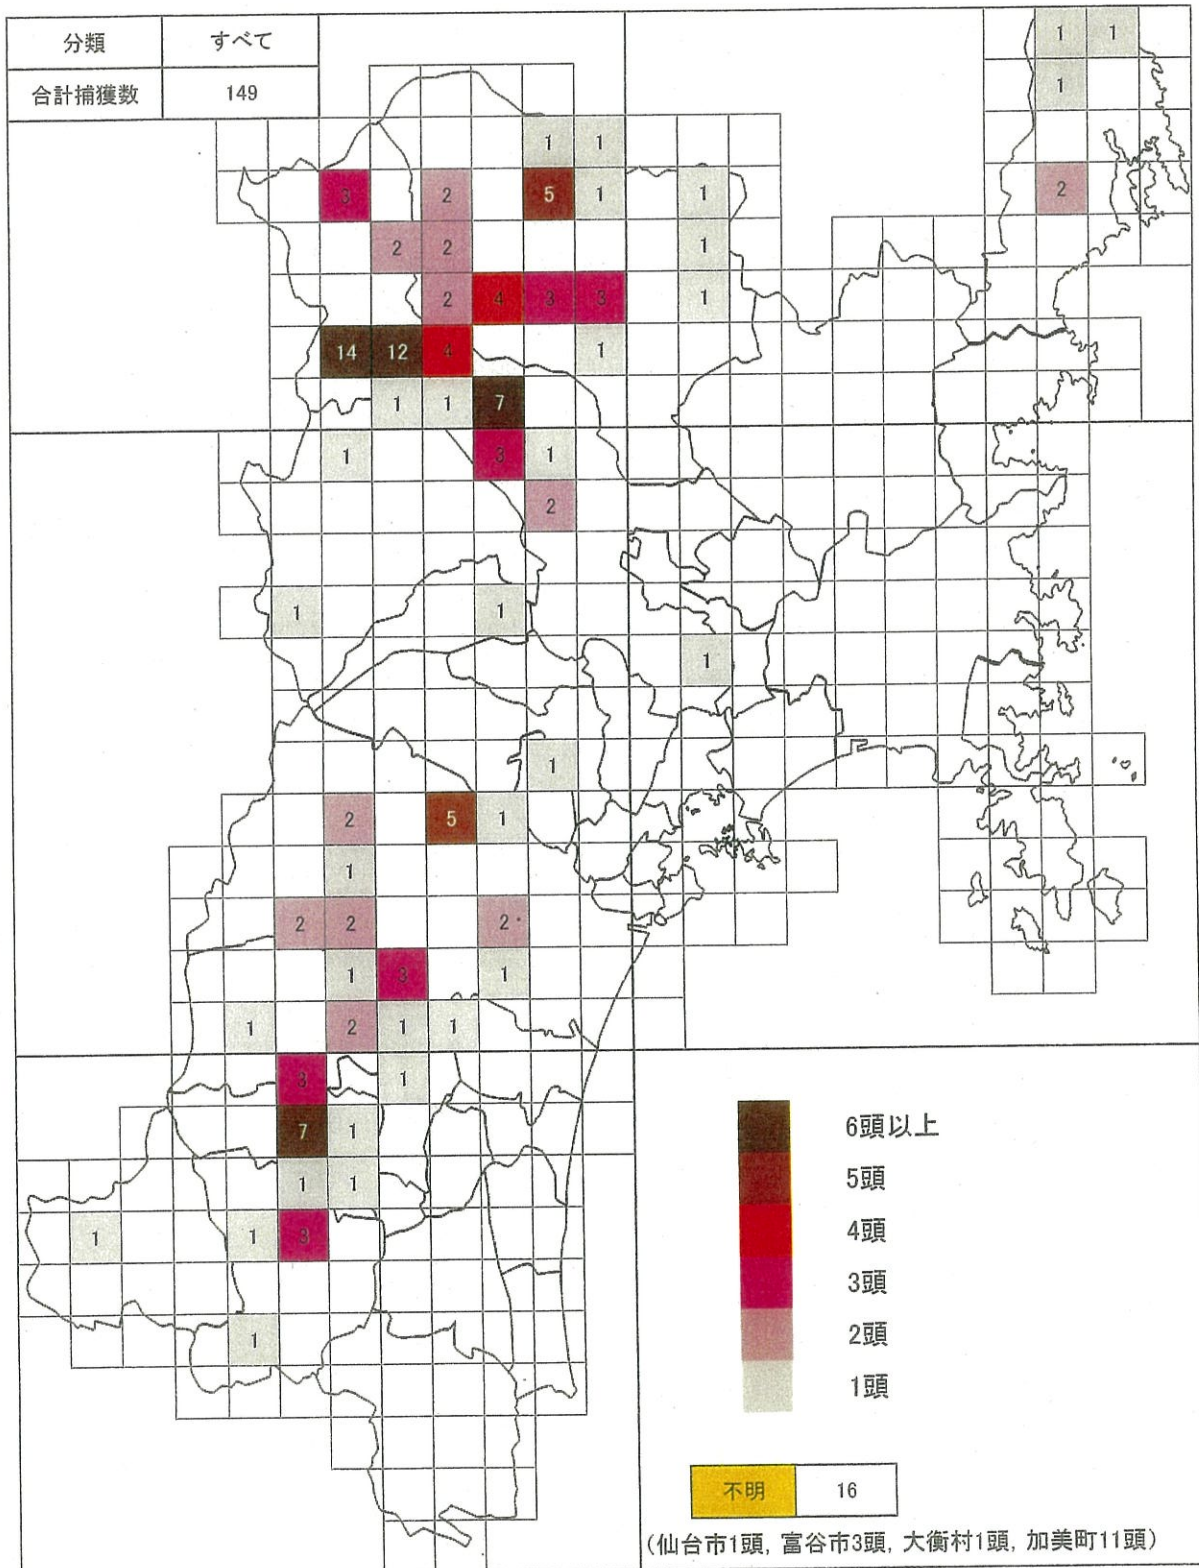 分類 すべて
合計捕獲数 149
1 1
1
1 1
3 2 5 1 1 2
2 2 1
2 4 3 3 1
14 12 4 1
1 1 7
1 3 1
2
1 1
1
1
2 5 1
1
2 2 2
1 3 1
1 2 1 1
3 1
7 1
1 1
1 1 3
1
6頭以上
5頭
4頭
3頭
2頭
1頭
不明 16
(仙台市1頭, 富谷市3頭, 大衡村1頭, 加美町11頭)